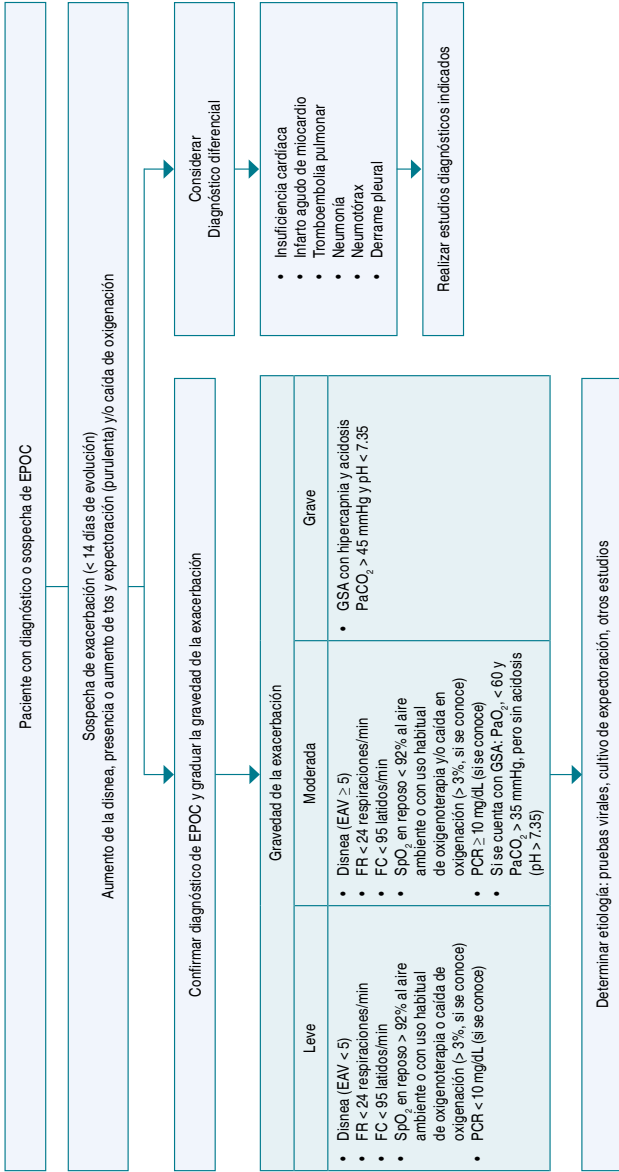 Paciente con diagnóstico o sospecha de EPOC
Sospecha de exacerbación (< 14 días de evolución)
Aumento de la disnea, presencia o aumento de tos y expectoración (purulenta) y/o caída de oxigenación
Confirmar diagnóstico de EPOC y graduar la gravedad de la exacerbación
Gravedad de la exacerbación
Leve
• Disnea (EAV < 5)
• FR < 24 respiraciones/min
• FC < 95 latidos/min
• SpO₂ en reposo > 92% al aire
ambiente o con uso habitual
de oxigenoterapia o caída de
oxigenación (> 3%, si se conoce)
• PCR < 10 mg/dL (si se conoce)
Moderada
• Disnea (EAV ≥ 5)
• FR < 24 respiraciones/min
• FC < 95 latidos/min
• SpO₂ en reposo < 92% al aire
ambiente o con uso habitual
de oxigenoterapia y/o caída en
oxigenación (> 3%, si se conoce)
• PCR ≥ 10 mg/dL (si se conoce)
• Si se cuenta con GSA: PaO₂, < 60 y
PaCO₂ > 35 mmHg, pero sin acidosis
(pH > 7.35)
Grave
• GSA con hipercapnia y acidosis
PaCO₂ > 45 mmHg y pH < 7.35
Determinar etiología: pruebas virales, cultivo de expectoración, otros estudios
Considerar
Diagnóstico diferencial
• Insuficiencia cardíaca
• Infarto agudo de miocardio
• Tromboembolia pulmonar
• Neumonía
• Neumotórax
• Derrame pleural
Realizar estudios diagnósticos indicados